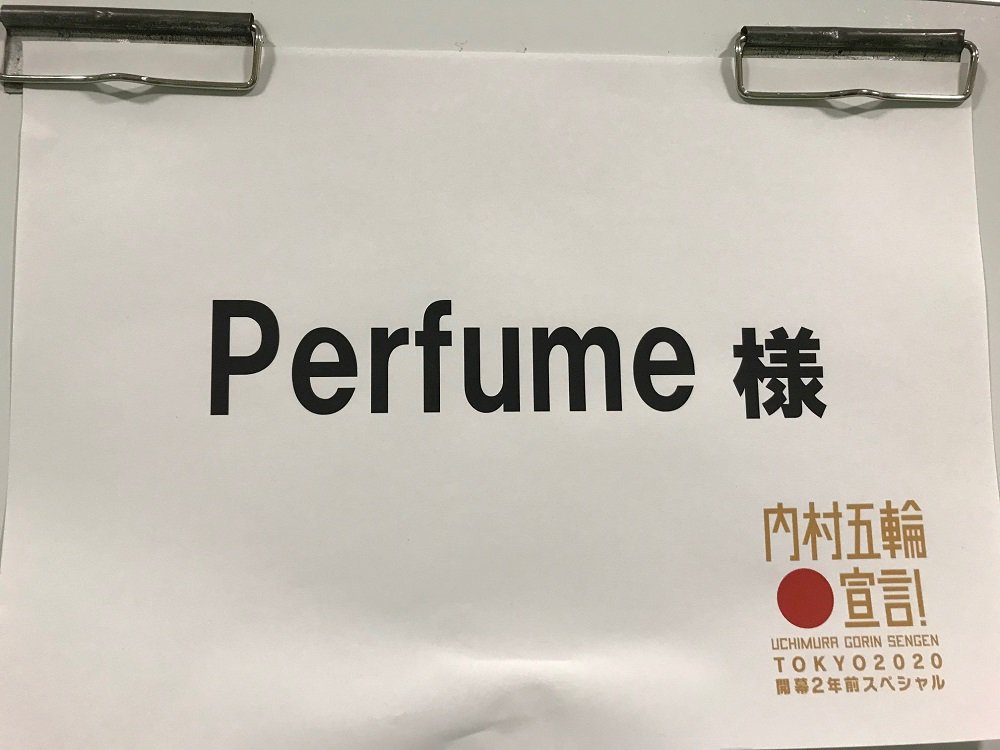 Perfume 様
内村五輪
宣言!
UCHIMURA GORIN SENGEN
TOKYO2020
開幕2年前スペシャル